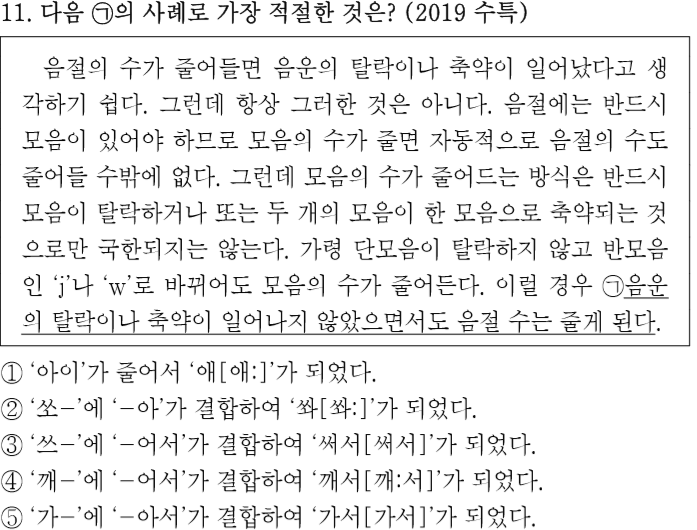 11. 다음 ㉠의 사례로 가장 적절한 것은? (2019 수특)
음절의 수가 줄어들면 음운의 탈락이나 축약이 일어났다고 생
각하기 쉽다. 그런데 항상 그러한 것은 아니다. 음절에는 반드시
모음이 있어야 하므로 모음의 수가 줄면 자동적으로 음절의 수도
줄어들 수밖에 없다. 그런데 모음의 수가 줄어드는 방식은 반드시
모음이 탈락하거나 또는 두 개의 모음이 한 모음으로 축약되는 것
으로만 국한되지는 않는다. 가령 단모음이 탈락하지 않고 반모음
인 ‘j’나 ‘w’로 바뀌어도 모음의 수가 줄어든다. 이럴 경우 ㉠음운
의 탈락이나 축약이 일어나지 않았으면서도 음절 수는 줄게 된다.
① ‘아이’가 줄어서 ‘애[애ː]’가 되었다.
② ‘쏘-’에 ‘-아’가 결합하여 ‘쏴[쏴ː]’가 되었다.
③ ‘쓰-’에 ‘-어서’가 결합하여 ‘써서[써서]’가 되었다.
④ ‘깨-’에 ‘-어서’가 결합하여 ‘깨서[깨ː서]’가 되었다.
⑤ ‘가-’에 ‘-아서’가 결합하여 ‘가서[가서]’가 되었다.